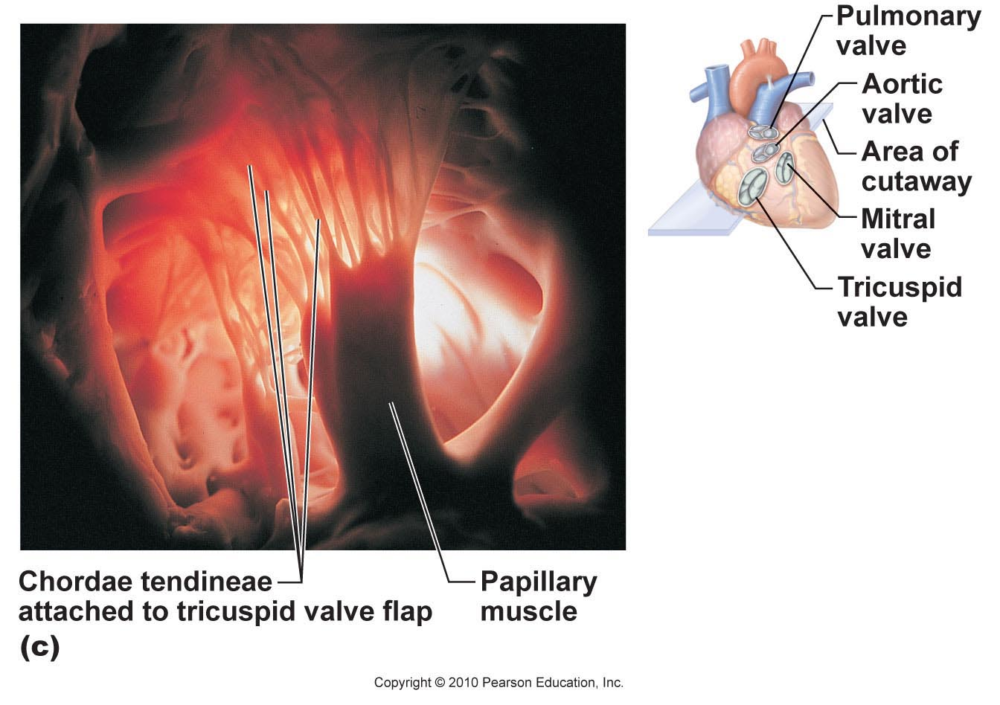 Pulmonary
valve
Aortic
valve
Area of
cutaway
Mitral
valve
Tricuspid
valve
Chordae tendineae
attached to tricuspid valve flap
Papillary
muscle
(c)
Copyright © 2010 Pearson Education, Inc.